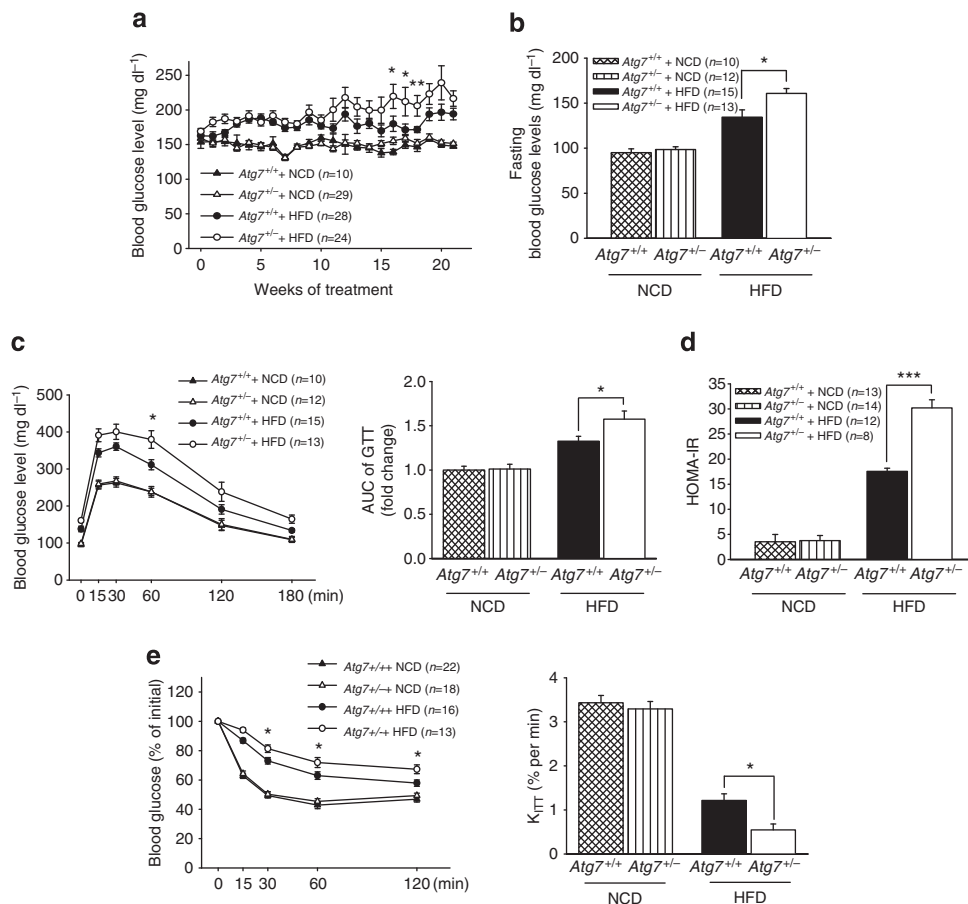 a
Blood glucose level (mg dl⁻¹)
250
200
150
100
50
0
* * **
Atg7+/+ + NCD (n=10)
Atg7+/– + NCD (n=29)
Atg7+/+ + HFD (n=28)
Atg7+/– + HFD (n=24)
0 5 10 15 20
Weeks of treatment
b
Fasting
blood glucose levels (mg dl⁻¹)
200
150
100
50
0
Atg7+/+ + NCD (n=10)
Atg7+/– + NCD (n=12)
Atg7+/+ + HFD (n=15)
Atg7+/– + HFD (n=13)
*
Atg7+/+ Atg7+/– Atg7+/+ Atg7+/–
NCD HFD
c
Blood glucose level (mg dl⁻¹)
500
400
300
200
100
0
Atg7+/+ + NCD (n=10)
Atg7+/– + NCD (n=12)
Atg7+/+ + HFD (n=15)
Atg7+/– + HFD (n=13)
*
0 15 30 60 120 180 (min)
AUC of GTT
(fold change)
2.0
1.5
1.0
0.5
0.0
*
Atg7+/+ Atg7+/– Atg7+/+ Atg7+/–
NCD HFD
d
HOMA-IR
35
30
25
20
15
10
5
0
Atg7+/+ + NCD (n=13)
Atg7+/– + NCD (n=14)
Atg7+/+ + HFD (n=12)
Atg7+/– + HFD (n=8)
***
Atg7+/+ Atg7+/– Atg7+/+ Atg7+/–
NCD HFD
e
Blood glucose (% of initial)
120
100
80
60
40
20
0
Atg7+/++ NCD (n=22)
Atg7+/–+ NCD (n=18)
Atg7+/++ HFD (n=16)
Atg7+/-+ HFD (n=13)
* * *
0 15 30 60 120 (min)
KITT (% per min)
4
3
2
1
0
*
Atg7+/+ Atg7+/– Atg7+/+ Atg7+/–
NCD HFD